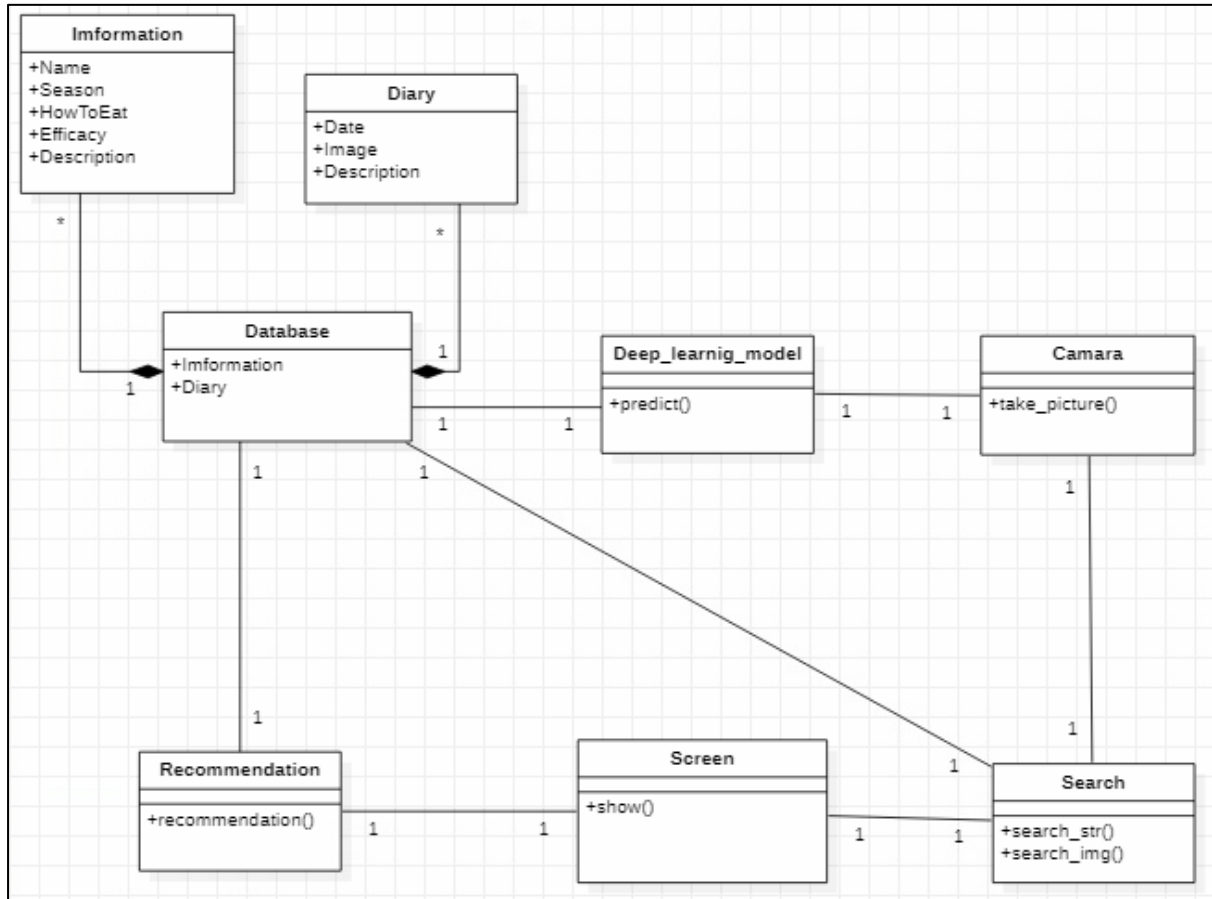 Imformation
+Name
+Season
+HowToEat
+Efficacy
+Description
Diary
+Date
+Image
+Description
*
*
Database
+Imformation
+Diary
1
1
Deep_learnig_model
+predict()
Camara
+take_picture()
1
1
1
1
1
1
1
1
1
1
Recommendation
+recommendation()
Screen
+show()
Search
+search_str()
+search_img()
1
1
1
1